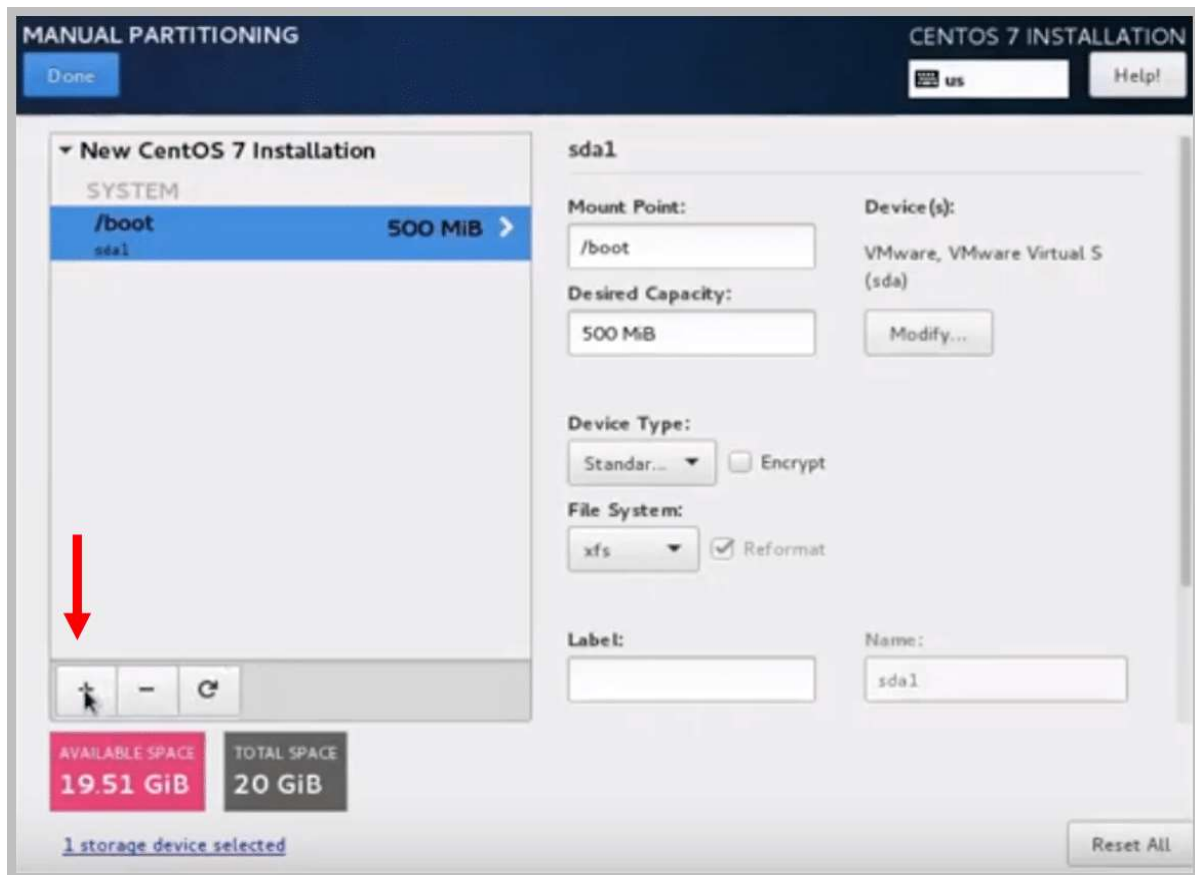 MANUAL PARTITIONING
CENTOS 7 INSTALLATION
Done
us
Help!
New CentOS 7 Installation
SYSTEM
/boot
500 MiB
sda1
sda1
Mount Point:
/boot
Device(s):
VMware, VMware Virtual S
(sda)
Desired Capacity:
500 MiB
Modify...
Device Type:
Standar...
Encrypt
File System:
xfs
Reformat
Label:
Name:
sda1
AVAILABLE SPACE
19.51 GiB
TOTAL SPACE
20 GiB
1 storage device selected
Reset All